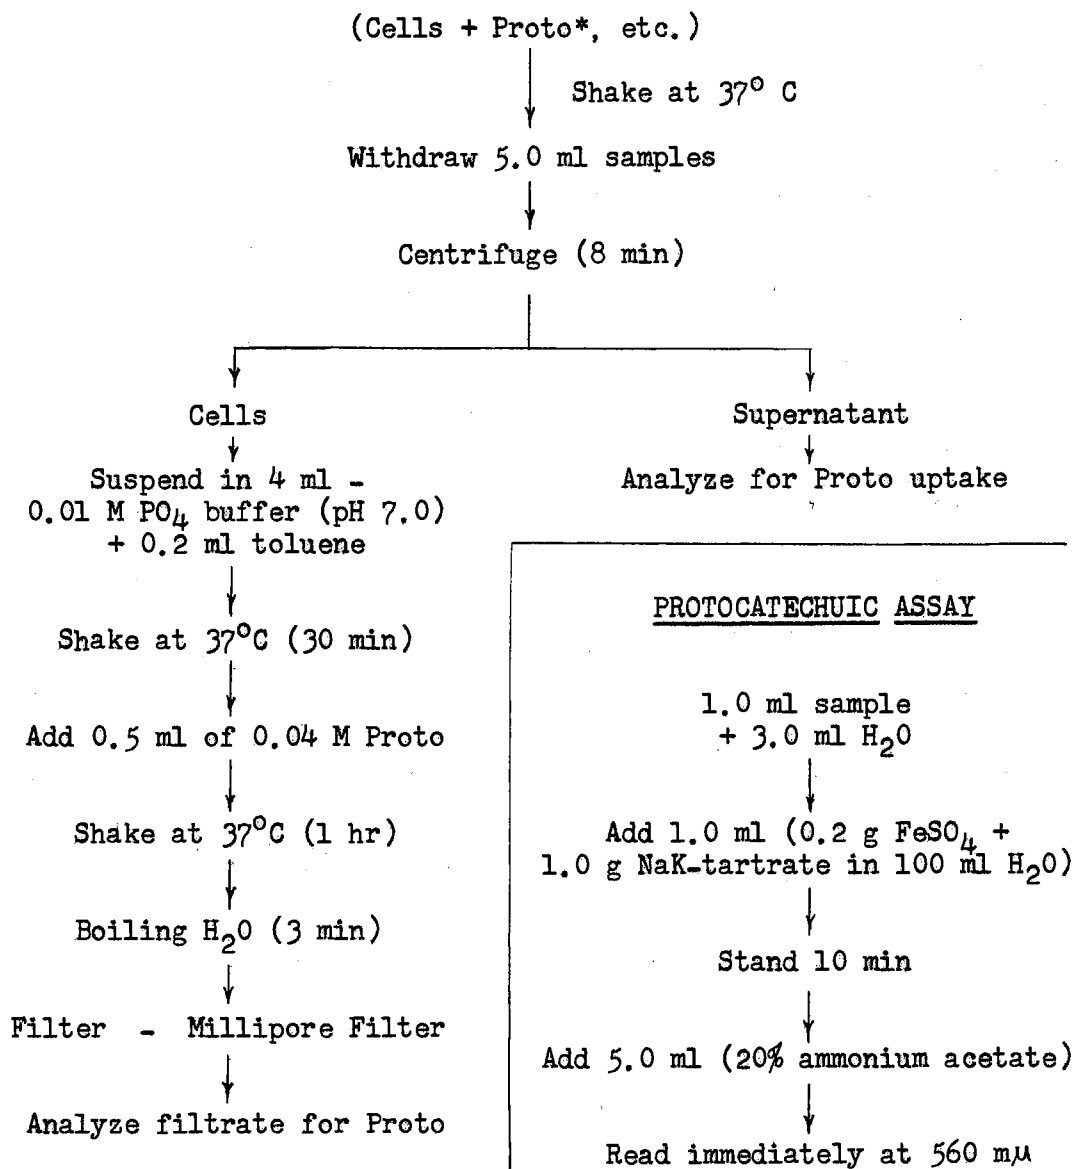 (Cells + Proto*, etc.)
Shake at 37° C
Withdraw 5.0 ml samples
Centrifuge (8 min)
Cells
Suspend in 4 ml -
0.01 M PO4 buffer (pH 7.0)
+ 0.2 ml toluene
Shake at 37°C (30 min)
Add 0.5 ml of 0.04 M Proto
Shake at 37°C (1 hr)
Boiling H2O (3 min)
Filter - Millipore Filter
Analyze filtrate for Proto
Supernatant
Analyze for Proto uptake
PROTOCATECHUIC ASSAY
1.0 ml sample
+ 3.0 ml H2O
Add 1.0 ml (0.2 g FeSO4 +
1.0 g NaK-tartrate in 100 ml H2O)
Stand 10 min
Add 5.0 ml (20% ammonium acetate)
Read immediately at 560 mμ